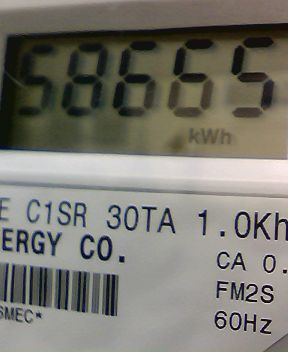 58665
kWh
E C1SR 30TA 1.0Kh
ERGY CO.
CA 0.
FM2S
SMEC*
60Hz